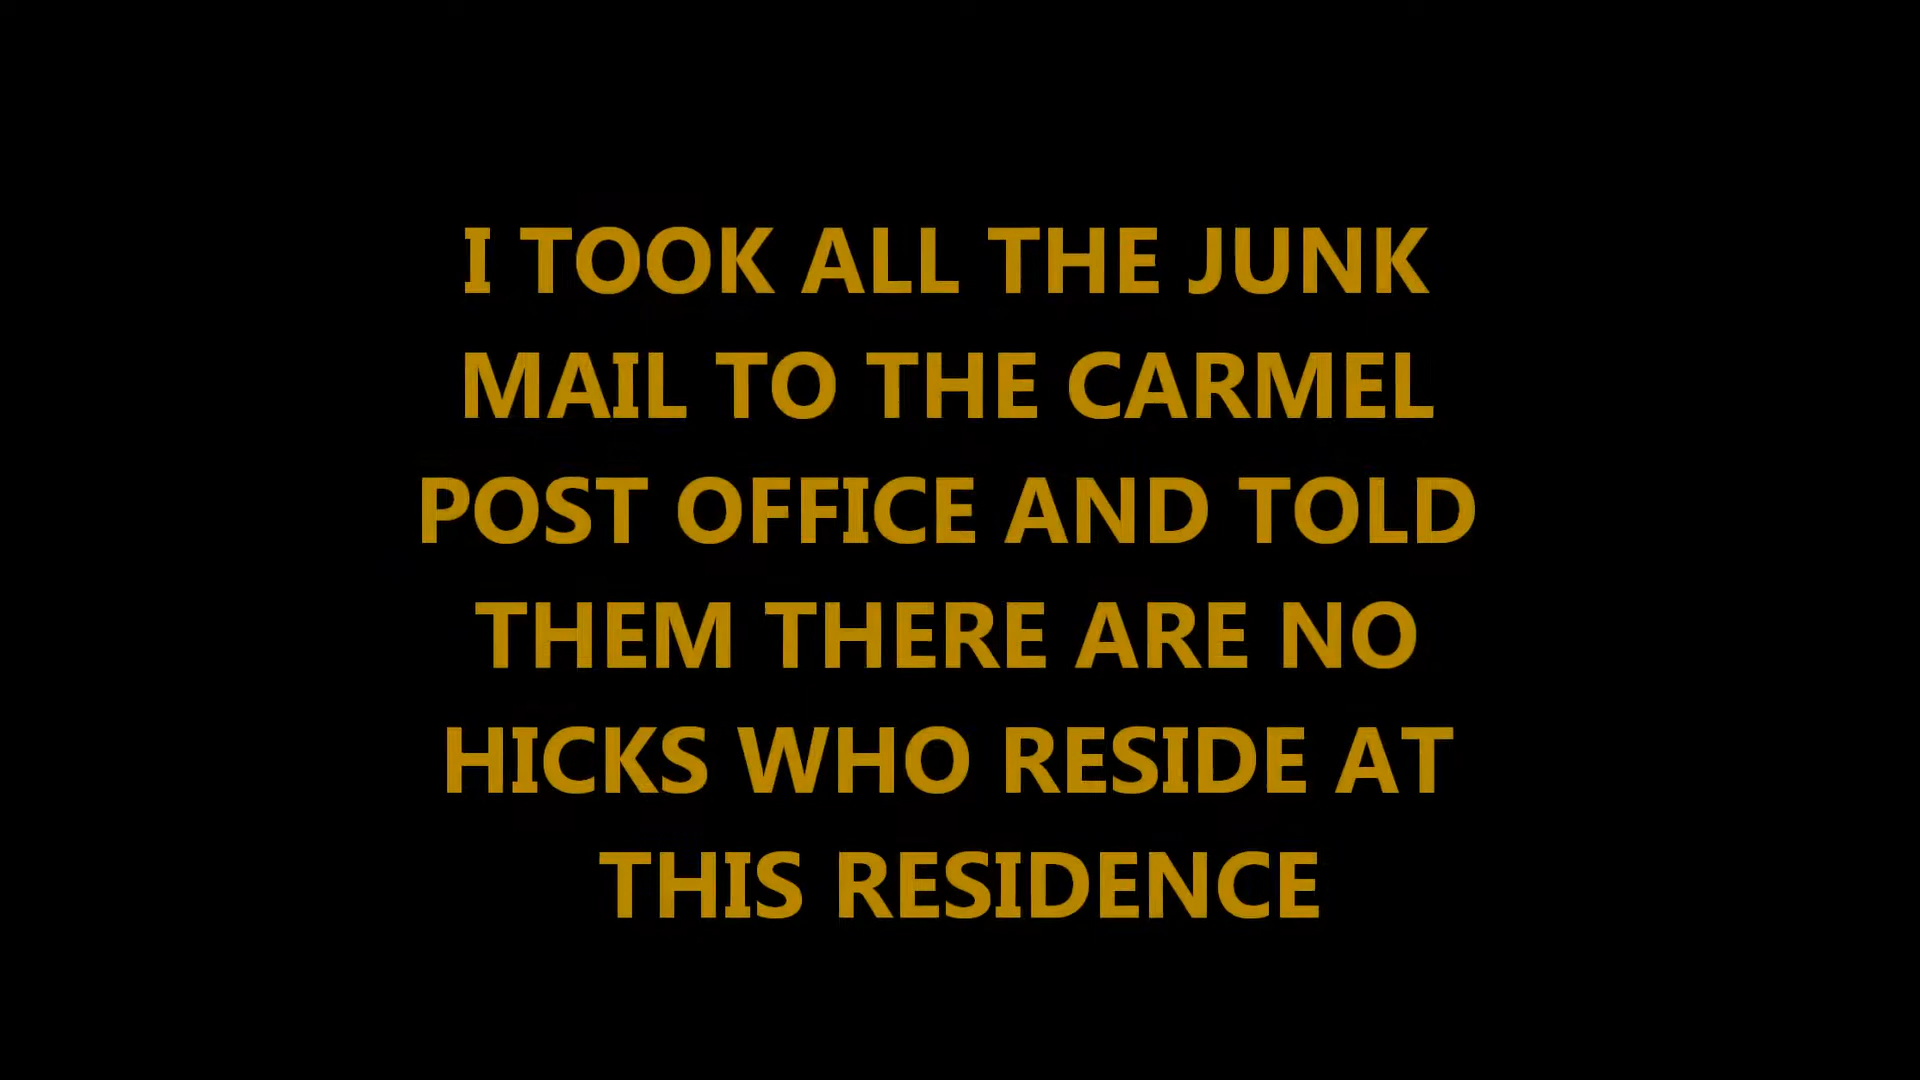 I TOOK ALL THE JUNK
MAIL TO THE CARMEL
POST OFFICE AND TOLD
THEM THERE ARE NO
HICKS WHO RESIDE AT
THIS RESIDENCE